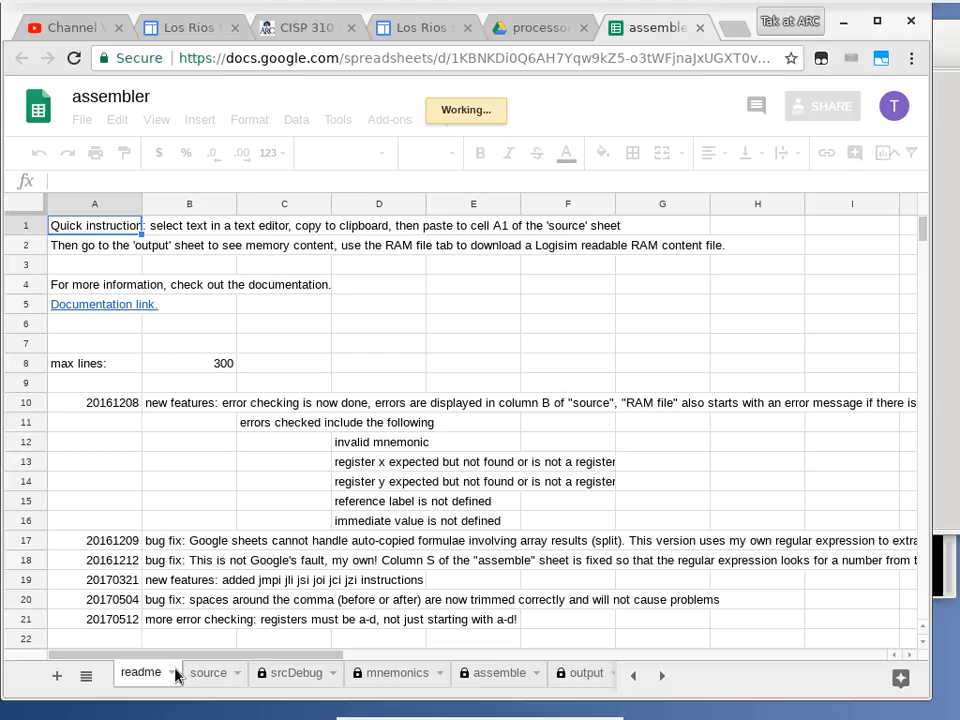 Channel
Los Rios
CISP 310
Los Rios
processor
assemble
Tak at ARC
Secure
https://docs.google.com/spreadsheets/d/1KBNKDi0Q6AH7Yqw9kZ5-o3tWFjnaJxUGXT0v...
assembler
Working...
SHARE
T
File Edit View Insert Format Data Tools Add-ons
$ % .0 .00 123
fx
A B C D E F G H I
1 Quick instruction: select text in a text editor, copy to clipboard, then paste to cell A1 of the 'source' sheet
2 Then go to the 'output' sheet to see memory content, use the RAM file tab to download a Logisim readable RAM content file.
3
4 For more information, check out the documentation.
5 Documentation link.
6
7
8 max lines: 300
9
10 20161208 new features: error checking is now done, errors are displayed in column B of "source", "RAM file" also starts with an error message if there is
11 errors checked include the following
12 invalid mnemonic
13 register x expected but not found or is not a register
14 register y expected but not found or is not a register
15 reference label is not defined
16 immediate value is not defined
17 20161209 bug fix: Google sheets cannot handle auto-copied formulae involving array results (split). This version uses my own regular expression to extra
18 20161212 bug fix: This is not Google's fault, my own! Column S of the "assemble" sheet is fixed so that the regular expression looks for a number from t
19 20170321 new features: added jmpi jli jsi joi jci jzi instructions
20 20170504 bug fix: spaces around the comma (before or after) are now trimmed correctly and will not cause problems
21 20170512 more error checking: registers must be a-d, not just starting with a-d!
22
readme source srcDebug mnemonics assemble output